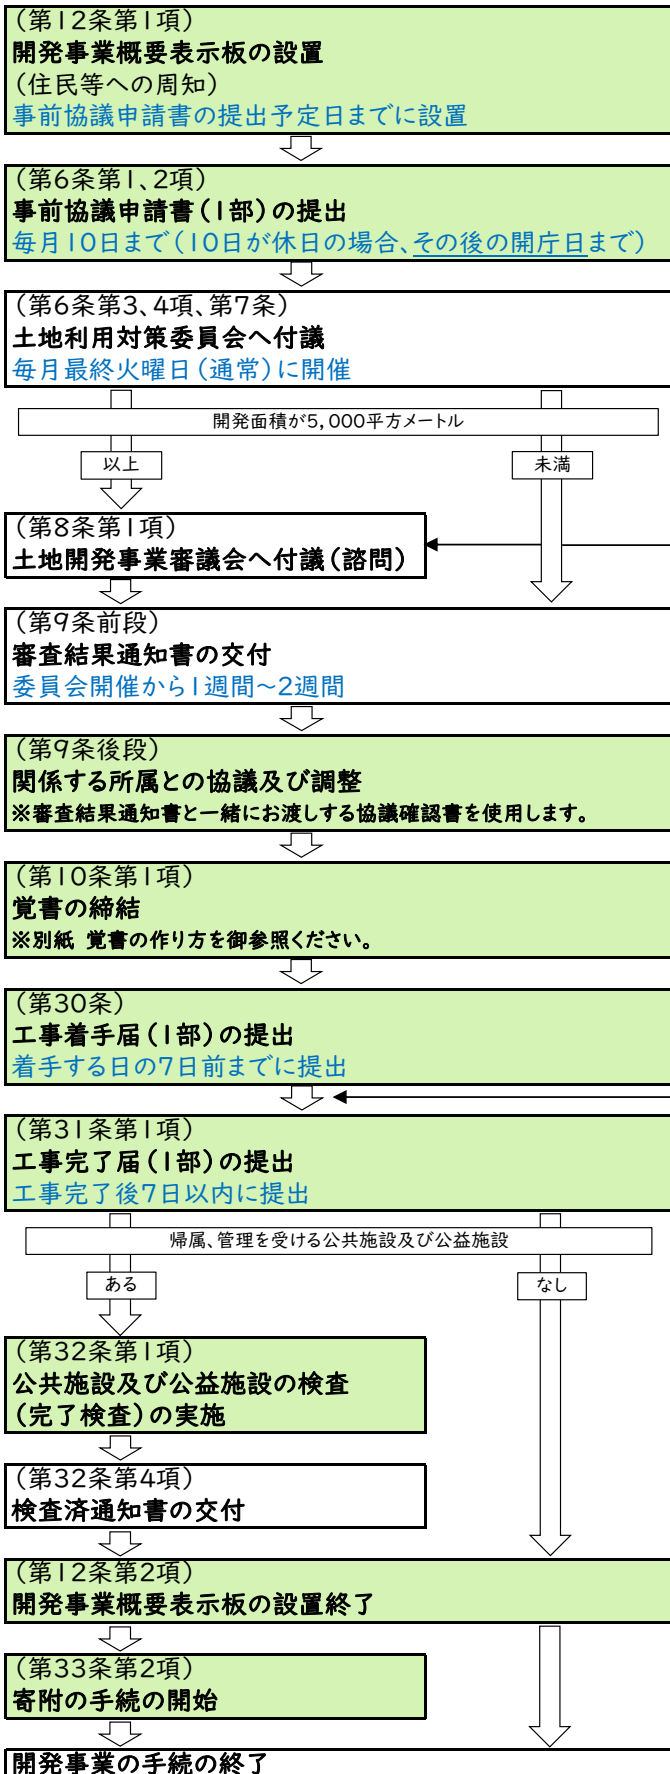 (第12条第1項)
開発事業概要表示板の設置
(住民等への周知)
事前協議申請書の提出予定日までに設置
(第6条第1、2項)
事前協議申請書(1部)の提出
毎月10日まで(10日が休日の場合、その後の開庁日まで)
(第6条第3、4項、第7条)
土地利用対策委員会へ付議
毎月最終火曜日(通常)に開催
開発面積が5,000平方メートル
以上
未満
(第8条第1項)
土地開発事業審議会へ付議(諮問)
(第9条前段)
審査結果通知書の交付
委員会開催から1週間~2週間
(第9条後段)
関係する所属との協議及び調整
※審査結果通知書と一緒にお渡しする協議確認書を使用します。
(第10条第1項)
覚書の締結
※別紙 覚書の作り方を御参照ください。
(第30条)
工事着手届(1部)の提出
着手する日の7日前までに提出
(第31条第1項)
工事完了届(1部)の提出
工事完了後7日以内に提出
帰属、管理を受ける公共施設及び公益施設
ある
なし
(第32条第1項)
公共施設及び公益施設の検査
(完了検査)の実施
(第32条第4項)
検査済通知書の交付
(第12条第2項)
開発事業概要表示板の設置終了
(第33条第2項)
寄附の手続の開始
開発事業の手続の終了